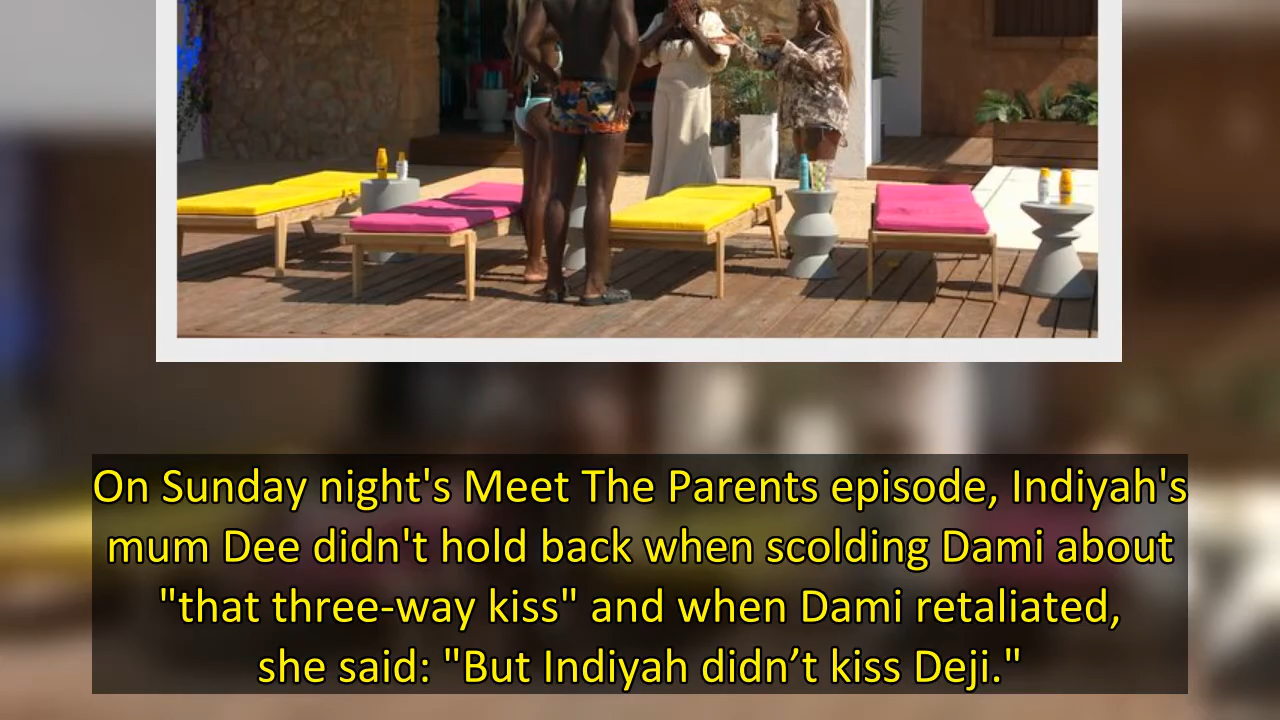 On Sunday night's Meet The Parents episode, Indiyah's
mum Dee didn't hold back when scolding Dami about
"that three-way kiss" and when Dami retaliated,
she said: "But Indiyah didn’t kiss Deji."